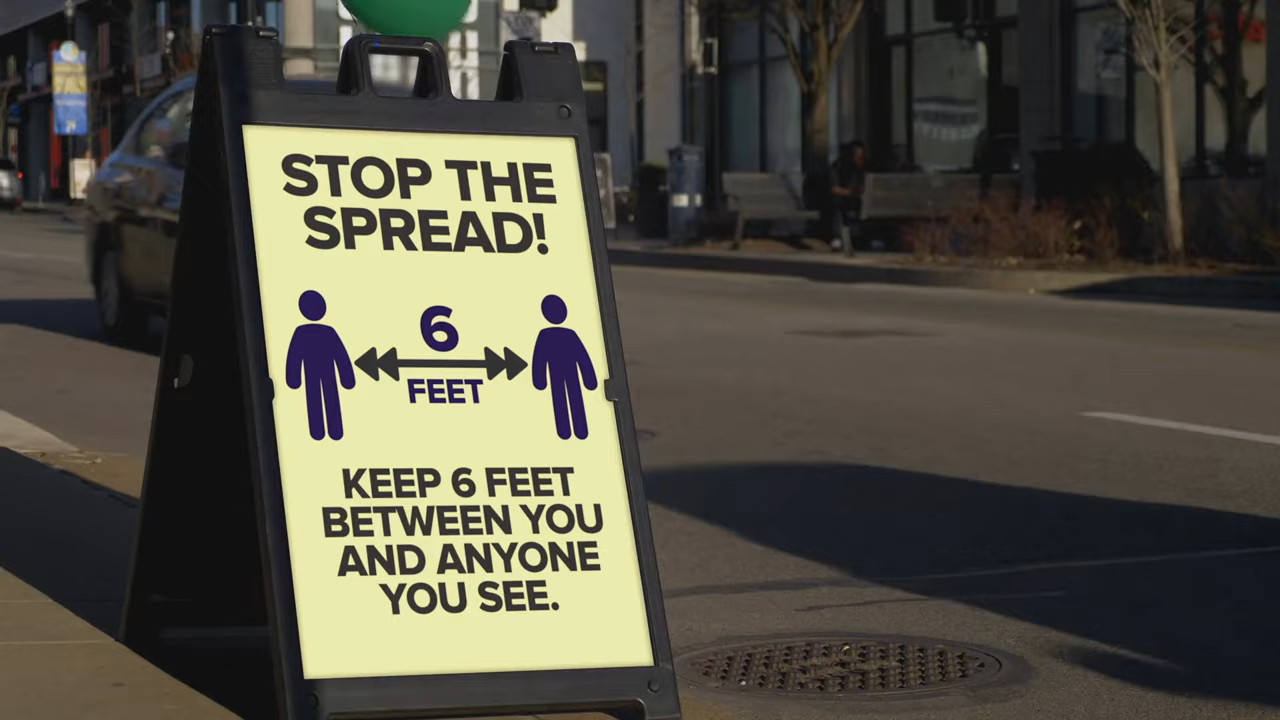 STOP THE
SPREAD!
6
FEET
KEEP 6 FEET
BETWEEN YOU
AND ANYONE
YOU SEE.